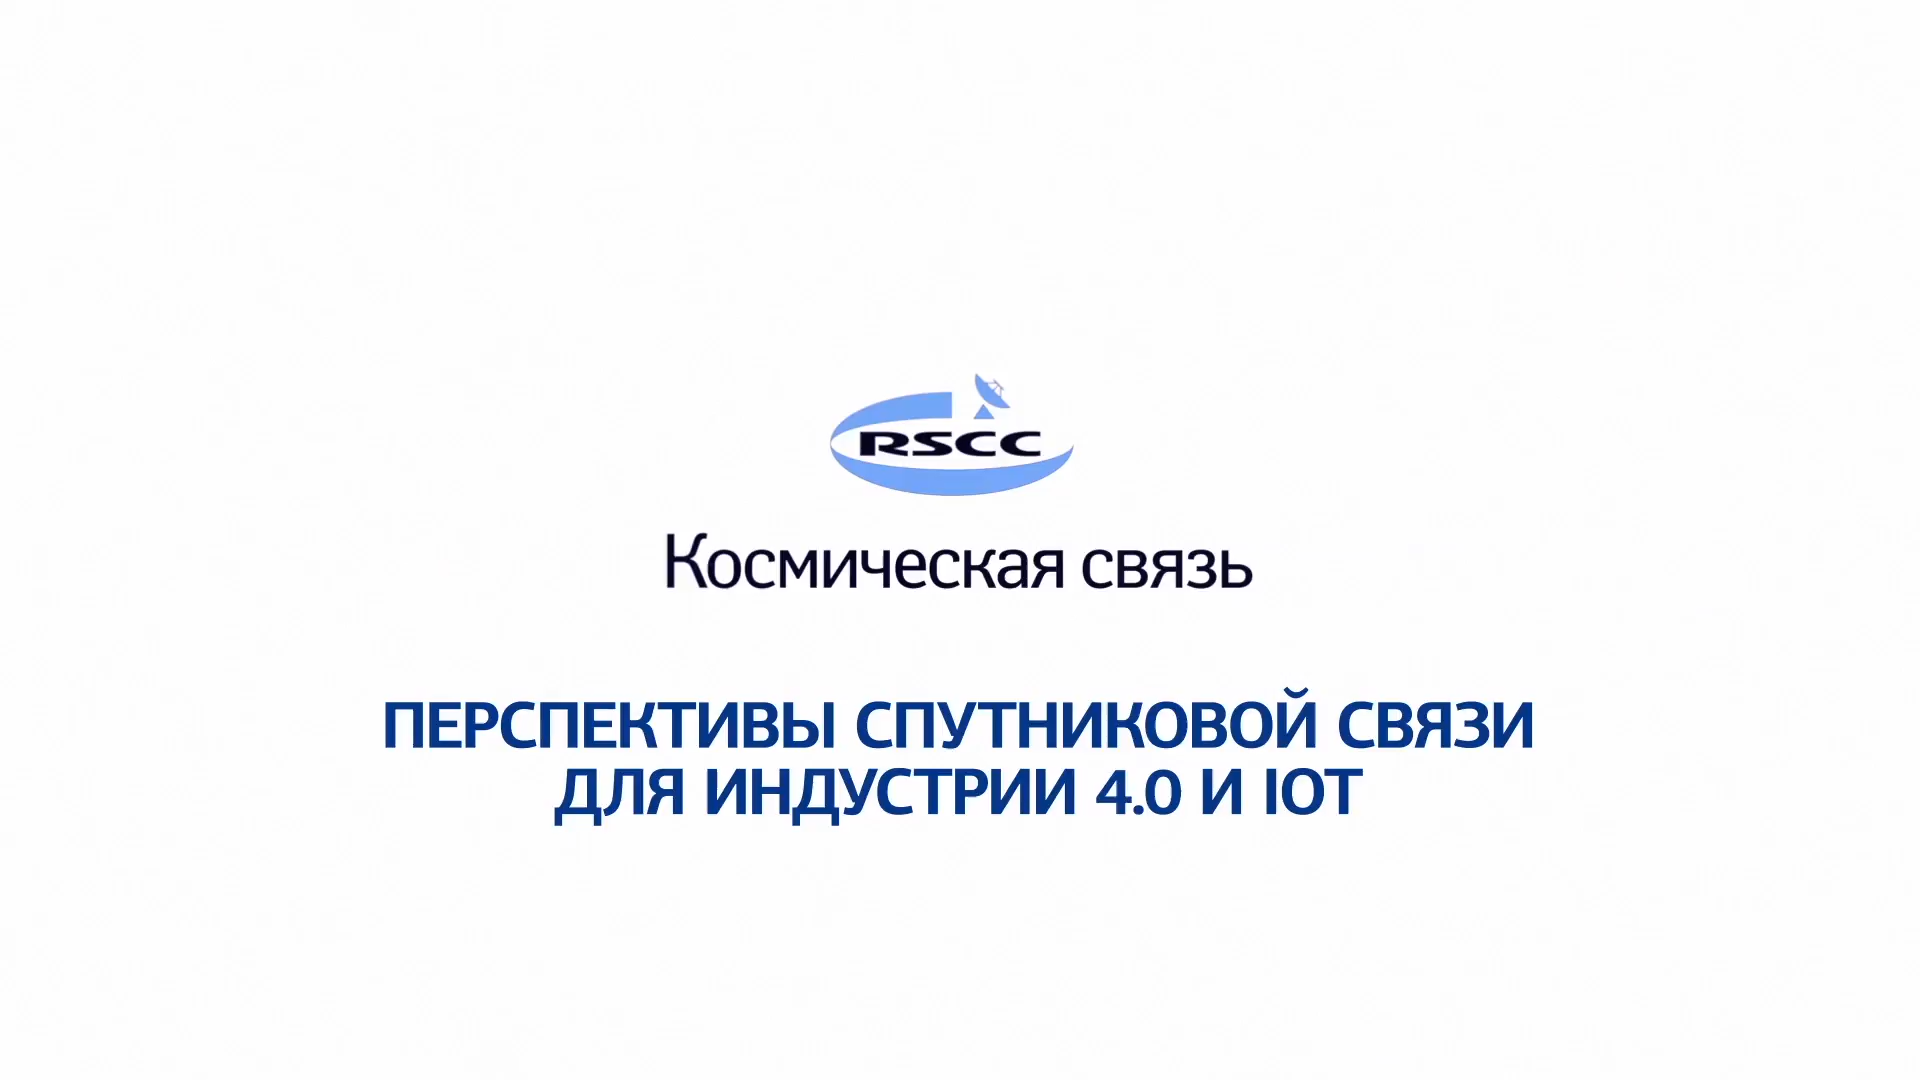 RSCC
Космическая связь
ПЕРСПЕКТИВЫ СПУТНИКОВОЙ СВЯЗИ
ДЛЯ ИНДУСТРИИ 4.0 И IOT